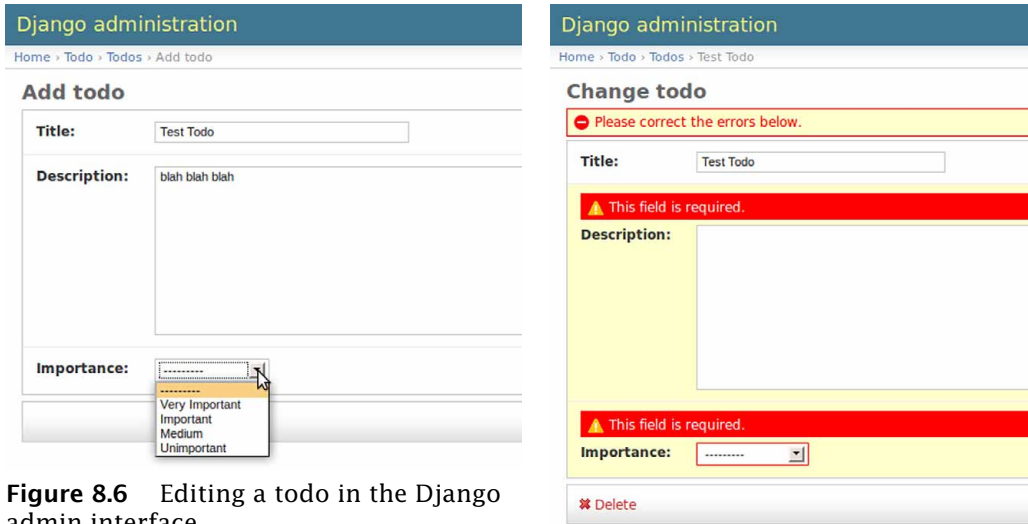 Django administration
Home › Todo › Todos › Add todo
Add todo
Title:
Test Todo
Description:
blah blah blah
Importance:
---------
---------
Very Important
Important
Medium
Unimportant
Figure 8.6 Editing a todo in the Django
admin interface
Django administration
Home › Todo › Todos › Test Todo
Change todo
Please correct the errors below.
Title:
Test Todo
This field is required.
Description:
This field is required.
Importance:
---------
Delete